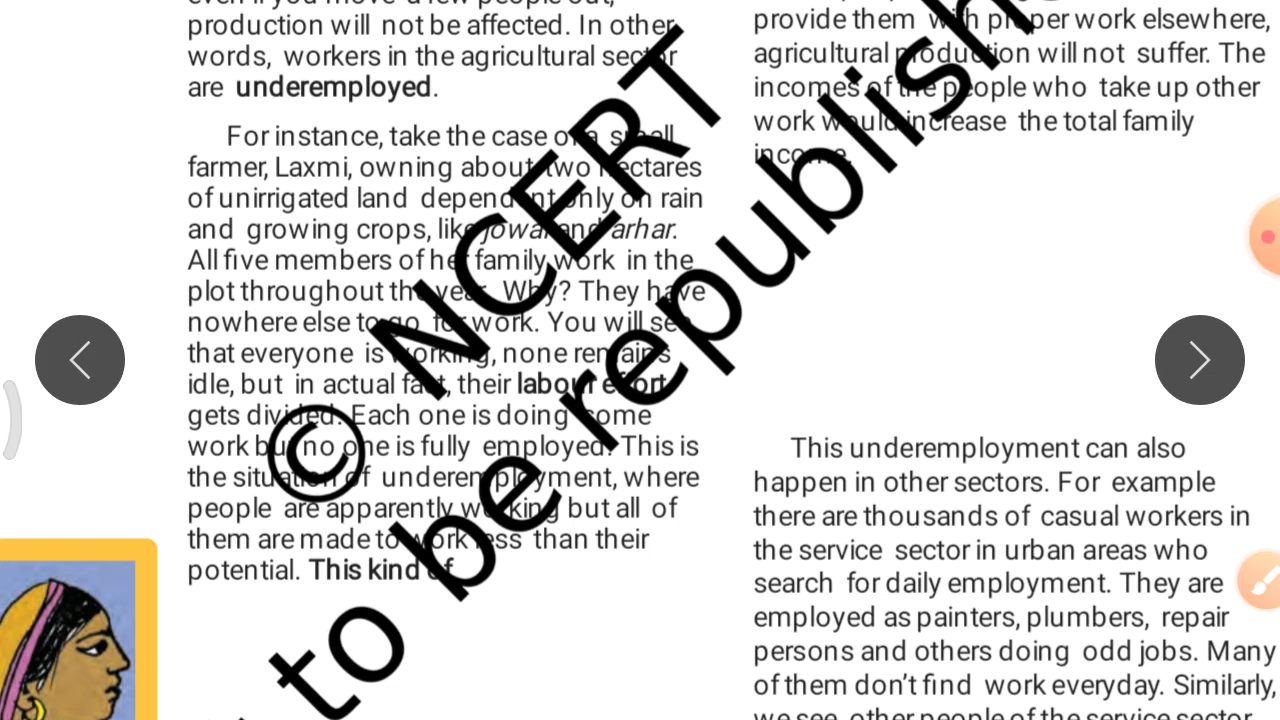 production will not be affected. In other
words, workers in the agricultural sector
are underemployed.
For instance, take the case of a small
farmer, Laxmi, owning about two hectares
of unirrigated land dependent only on rain
and growing crops, like jowar and arhar.
All five members of her family work in the
plot throughout the year. Why? They have
nowhere else to go for work. You will see
that everyone is working, none remains
idle, but in actual fact, their labour effort
gets divided. Each one is doing some
work but no one is fully employed. This is
the situation of underemployment, where
people are apparently working but all of
them are made to work less than their
potential. This kind of
provide them with proper work elsewhere,
agricultural production will not suffer. The
incomes of the people who take up other
work would increase the total family
income.
This underemployment can also
happen in other sectors. For example
there are thousands of casual workers in
the service sector in urban areas who
search for daily employment. They are
employed as painters, plumbers, repair
persons and others doing odd jobs. Many
of them don't find work everyday. Similarly,
we see other people of the service sector
© NCERT
to be republishe